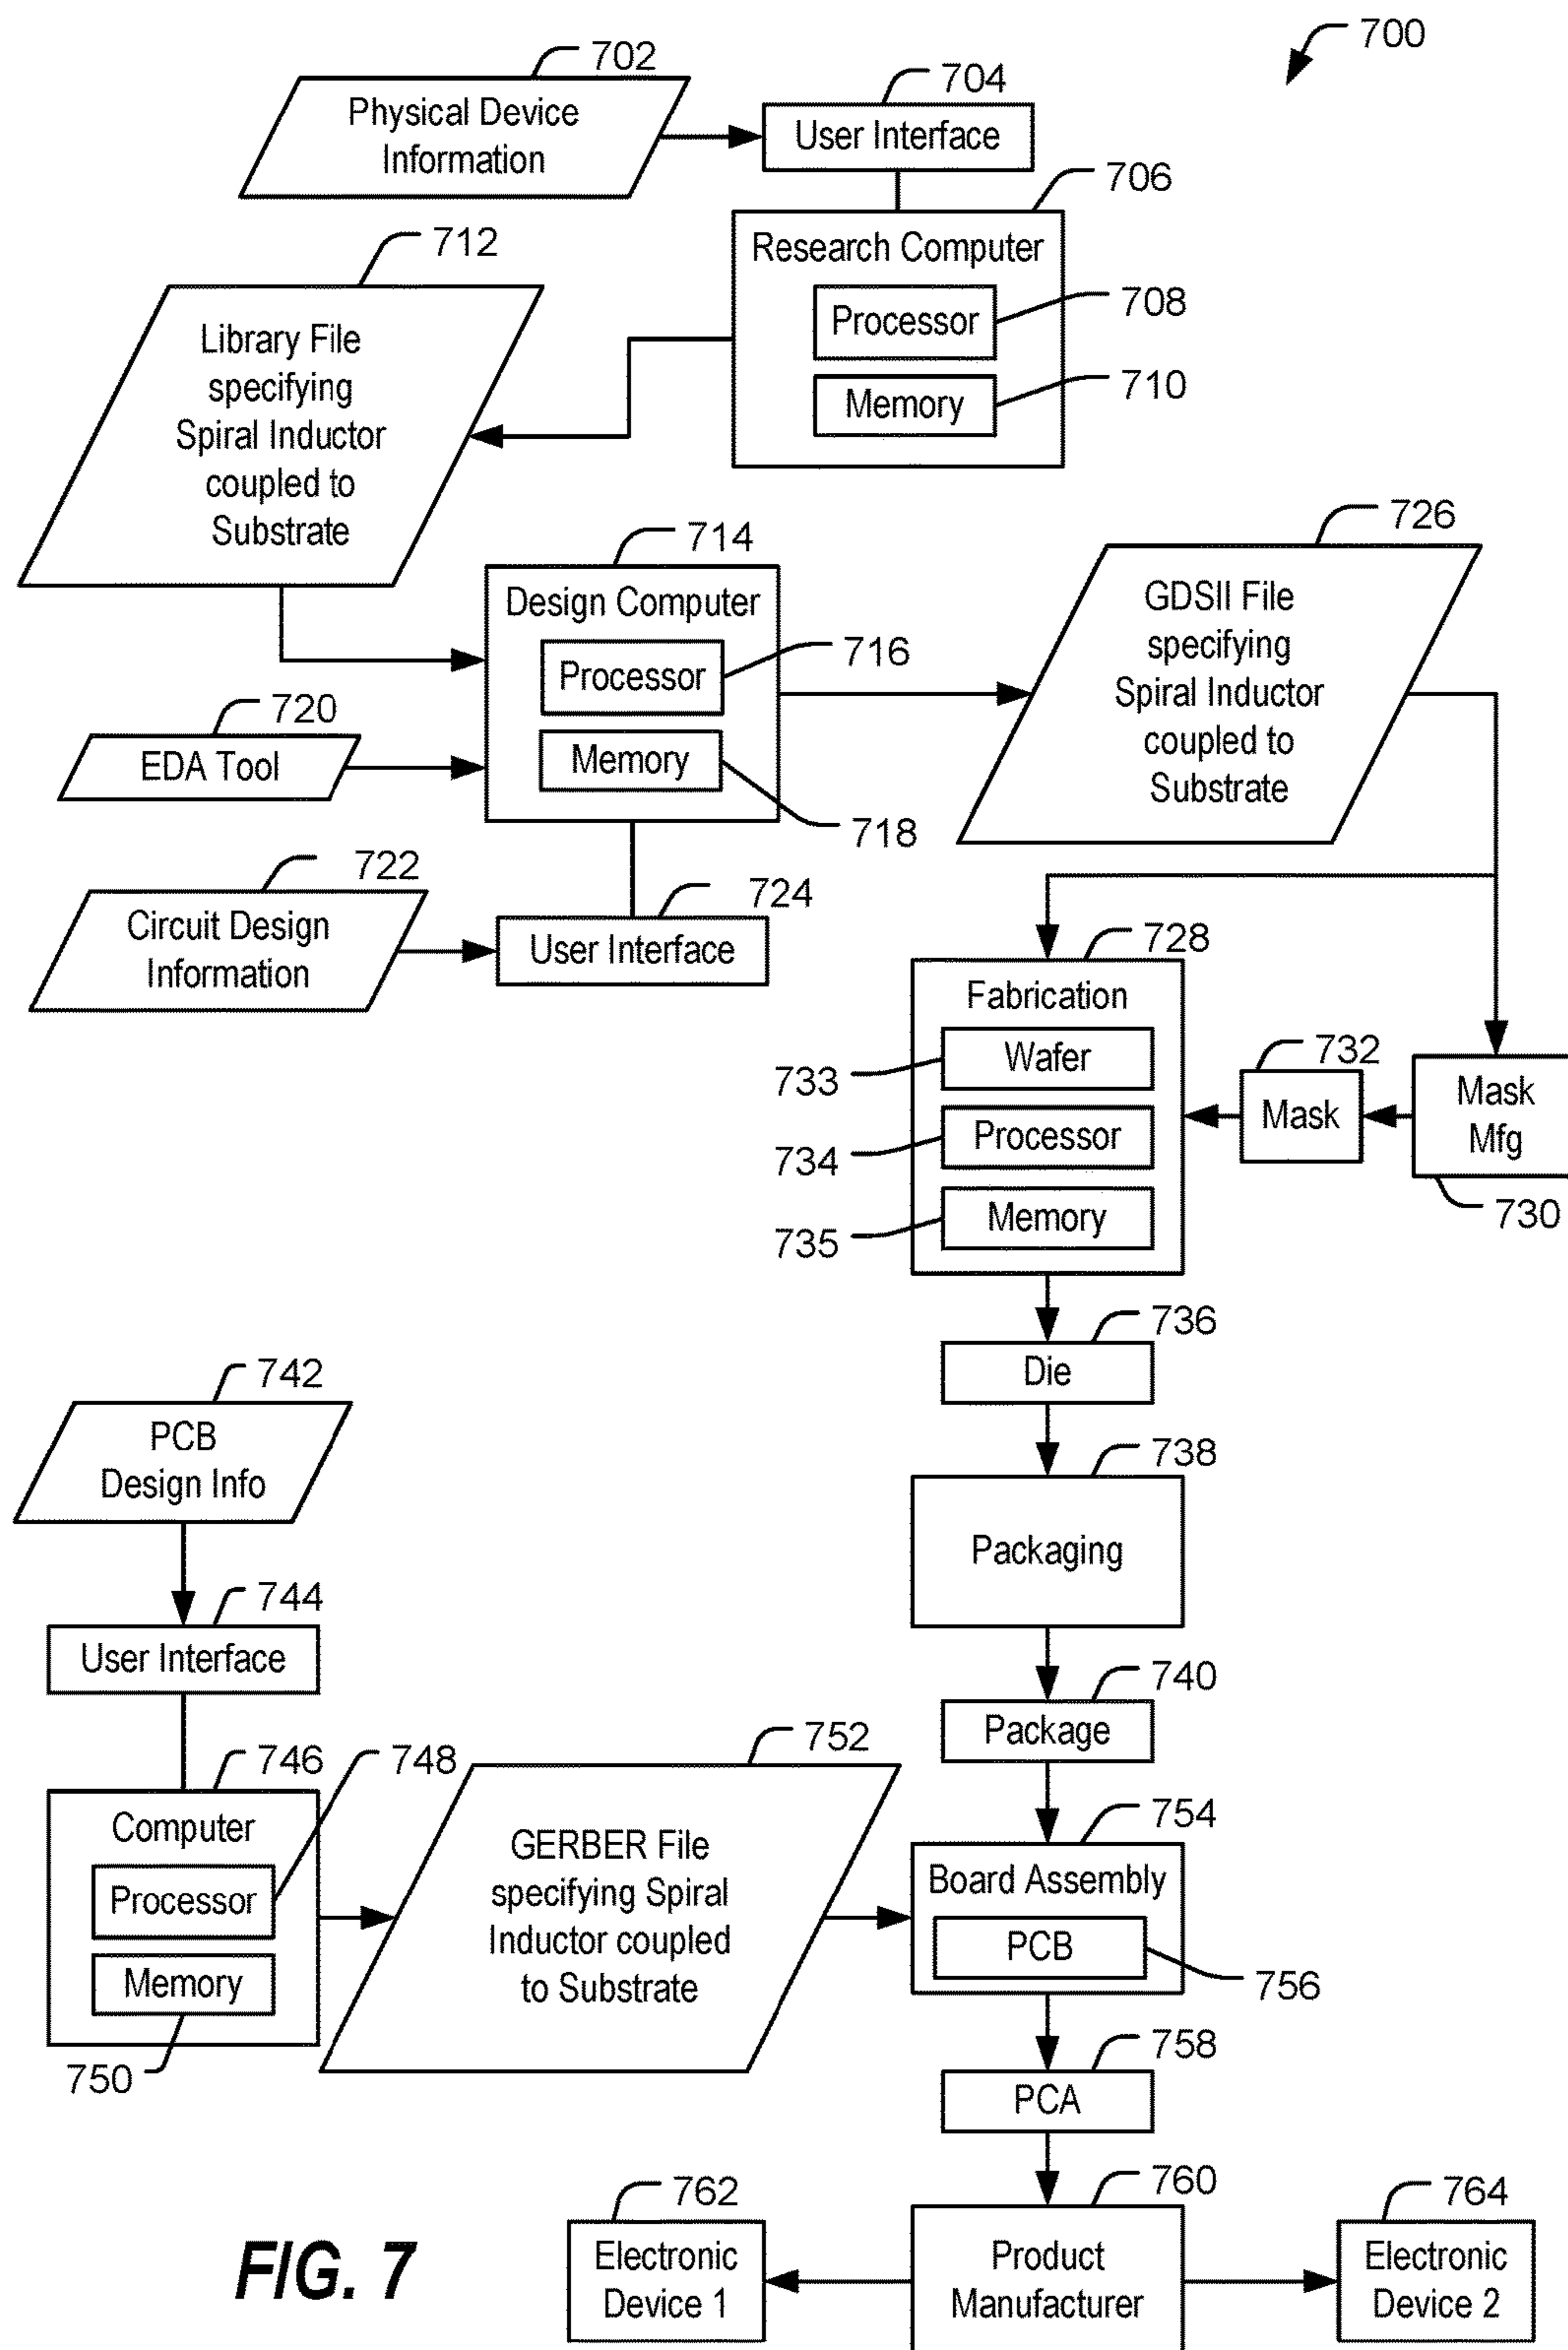 700
702
Physical Device
Information
704
User Interface
706
Research Computer
Processor
708
Memory
710
712
Library File
specifying
Spiral Inductor
coupled to
Substrate
714
Design Computer
Processor
716
Memory
718
720
EDA Tool
722
Circuit Design
Information
724
User Interface
726
GDSII File
specifying
Spiral Inductor
coupled to
Substrate
728
Fabrication
Wafer
733
Processor
734
Memory
735
732
Mask
Mask
Mfg
730
736
Die
738
Packaging
740
Package
742
PCB
Design Info
744
User Interface
746
748
Computer
Processor
Memory
750
752
GERBER File
specifying Spiral
Inductor coupled
to Substrate
754
Board Assembly
PCB
756
758
PCA
760
Product
Manufacturer
762
Electronic
Device 1
764
Electronic
Device 2
FIG. 7